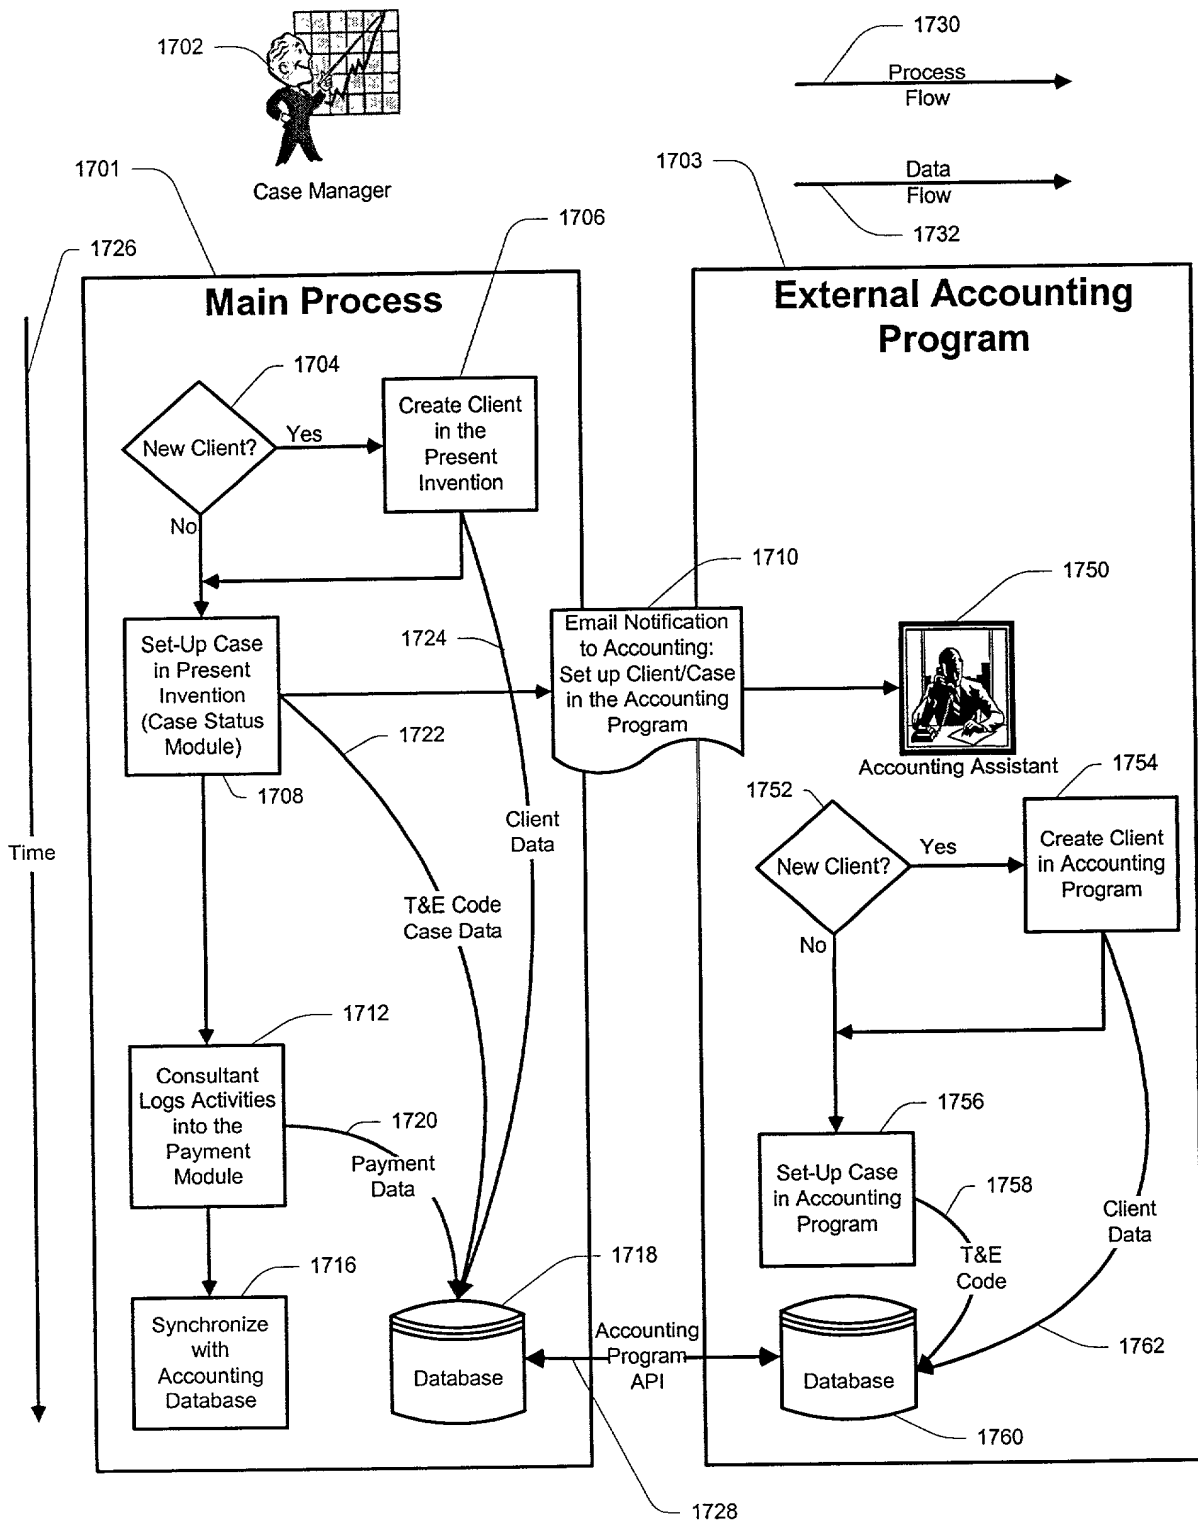 1730
1702
Process
Flow
1701
Case Manager
1703
Data
Flow
1732
1706
1726
Main Process
External Accounting
Program
1704
New Client?
Yes
Create Client
in the
Present
Invention
No
1710
1750
Set-Up Case
in Present
Invention
(Case Status
Module)
1724
Email Notification
to Accounting:
Set up Client/Case
in the Accounting
Program
1722
1708
Accounting Assistant
1752
1754
Time
Client
Data
New Client?
Yes
Create Client
in Accounting
Program
T&E Code
Case Data
No
1712
Consultant
Logs Activities
into the
Payment
Module
1720
Payment
Data
1756
Set-Up Case
in Accounting
Program
1758
Client
Data
T&E
Code
1716
1718
Synchronize
with
Accounting
Database
Database
Accounting
Program
API
Database
1762
1760
1728